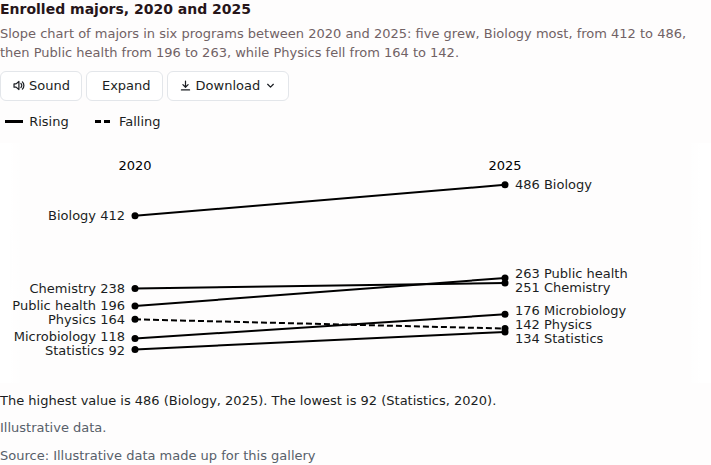 Enrolled majors, 2020 and 2025
Slope chart of majors in six programs between 2020 and 2025: five grew, Biology most, from 412 to 486,
then Public health from 196 to 263, while Physics fell from 164 to 142.
Sound Expand Download
Rising Falling
2020 2025
486 Biology
Biology 412
263 Public health
251 Chemistry
Chemistry 238
Public health 196
176 Microbiology
Physics 164
142 Physics
Microbiology 118
134 Statistics
Statistics 92
The highest value is 486 (Biology, 2025). The lowest is 92 (Statistics, 2020).
Illustrative data.
Source: Illustrative data made up for this gallery